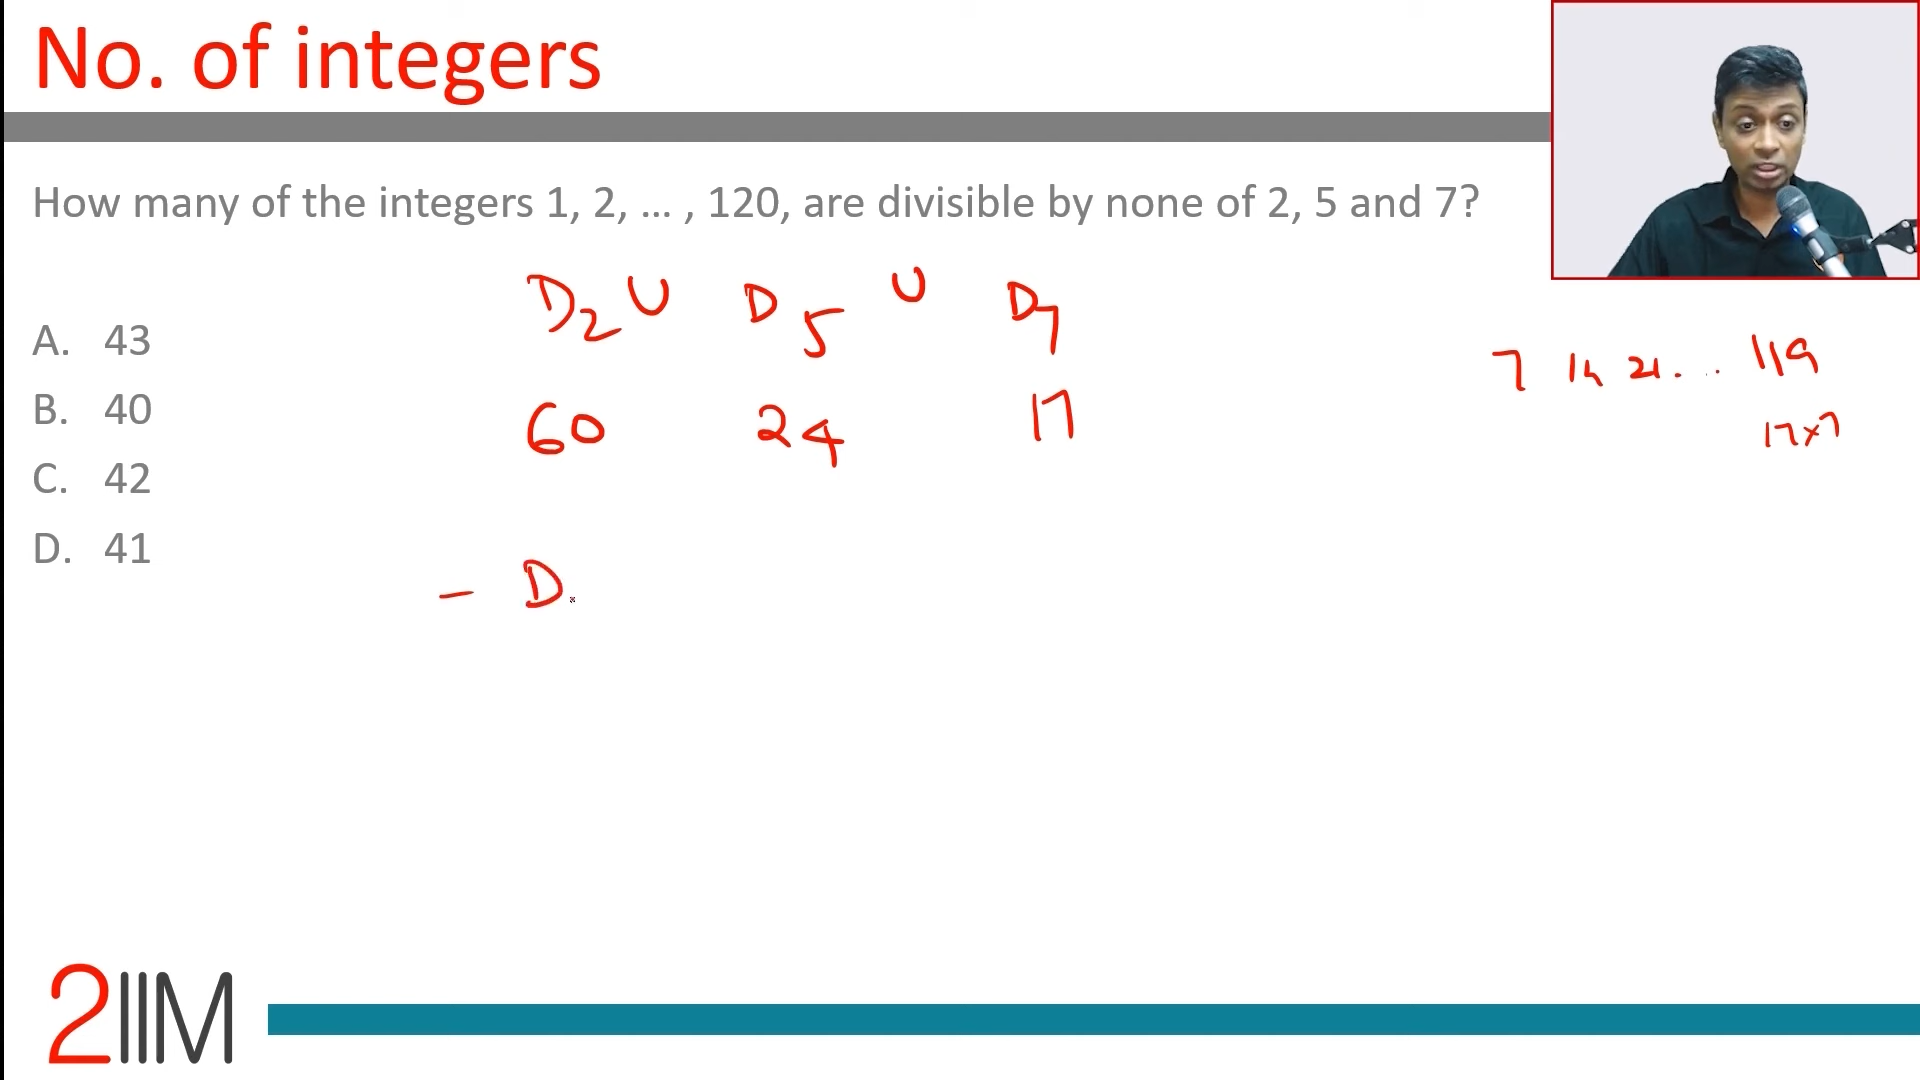 No. of integers
How many of the integers 1, 2, … , 120, are divisible by none of 2, 5 and 7?
D2 U D5 U D7
A. 43
7 14 21 . . . 119
B. 40
60 24 17
17×7
C. 42
D. 41
– D
2IIM